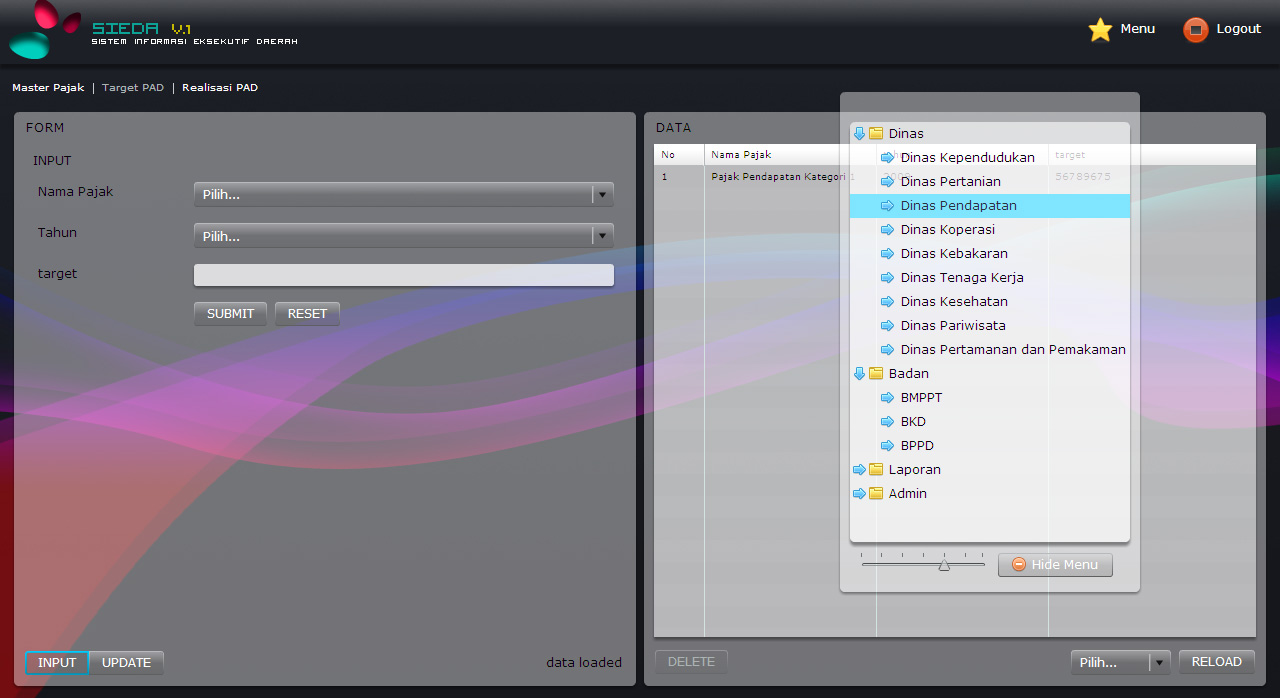 SIEDA V.1
SISTEM INFORMASI EKSEKUTIF DAERAH
Menu
Logout
Master Pajak | Target PAD | Realisasi PAD
FORM
INPUT
Nama Pajak
Pilih...
Tahun
Pilih...
target
SUBMIT
RESET
INPUT
UPDATE
data loaded
DATA
No
Nama Pajak
target
1
Pajak Pendapatan Kategori 1
56789675
DELETE
Pilih...
RELOAD
Dinas
Dinas Kependudukan
Dinas Pertanian
Dinas Pendapatan
Dinas Koperasi
Dinas Kebakaran
Dinas Tenaga Kerja
Dinas Kesehatan
Dinas Pariwisata
Dinas Pertamanan dan Pemakaman
Badan
BMPPT
BKD
BPPD
Laporan
Admin
Hide Menu